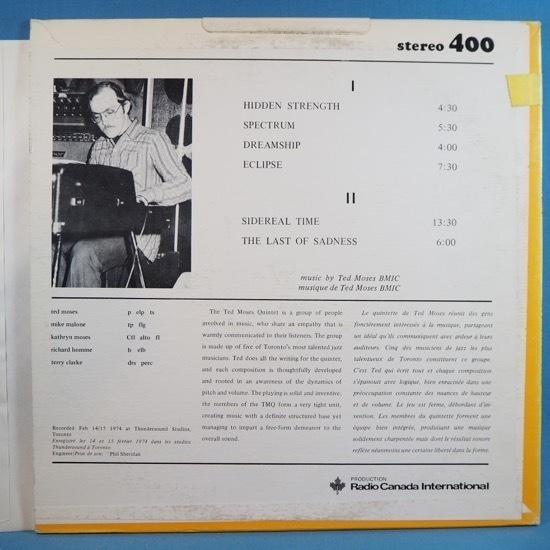 stereo 400
I
HIDDEN STRENGTH 4:30
SPECTRUM 5:30
DREAMSHIP 4:00
ECLIPSE 7:30
II
SIDEREAL TIME 13:30
THE LAST OF SADNESS 6:00
music by Ted Moses BMIC
musique de Ted Moses BMIC
ted moses p elp ts
mike malone tp flg
kathryn moses Cfl alto fl
richard homme b elb
terry clarke drs perc
Recorded Feb 14/15 1974 at Thundersound Studios,
Toronto
Enregistré les 14 et 15 février 1974 dans les studios
Thundersound à Toronto
Engineer/Prise de son: Phil Sheridan
The Ted Moses Quintet is a group of people
involved in music, who share an empathy that is
warmly communicated to their listeners. The group
is made up of five of Toronto's most talented jazz
musicians. Ted does all the writing for the quintet,
and each composition is thoughtfully developed
and rooted in an awareness of the dynamics of
pitch and volume. The playing is solid and inventive;
the members of the TMQ form a very tight unit,
creating music with a definite structured base yet
managing to impart a free-form demeanor to the
overall sound.
Le quintette de Ted Moses réunit des gens
foncièrement intéressés à la musique, partageant
un idéal qu'ils communiquent avec ardeur à leurs
auditeurs. Cinq des musiciens de jazz les plus
talentueux de Toronto constituent ce groupe.
C'est Ted qui écrit tout et chaque composition
s'épanouit avec logique, bien enracinée dans une
préoccupation constante des nuances de hauteur
et de volume. Le jeu est ferme, débordant d'in-
vention. Les membres du quintette forment une
équipe bien intégrée, produisant une musique
solidement charpentée mais dont le résultat sonore
reflète néanmoins une certaine liberté dans la forme.
PRODUCTION
Radio Canada International